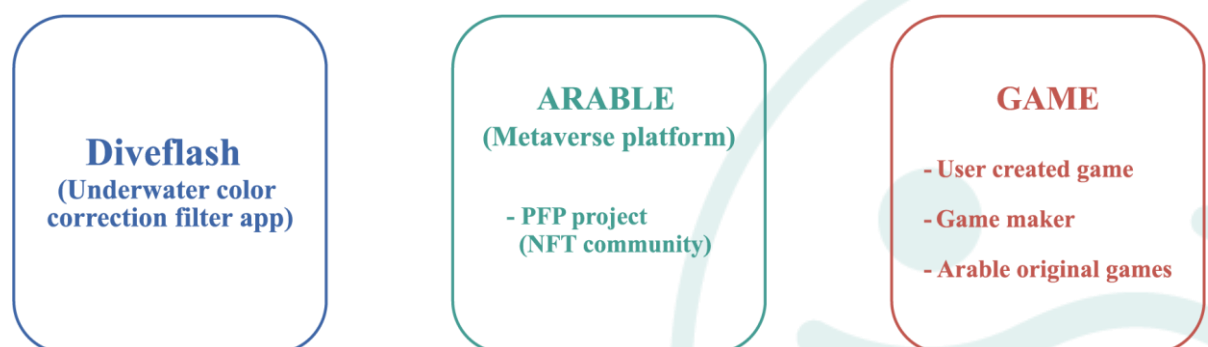 Diveflash
(Underwater color
correction filter app)
ARABLE
(Metaverse platform)
- PFP project
(NFT community)
GAME
- User created game
- Game maker
- Arable original games